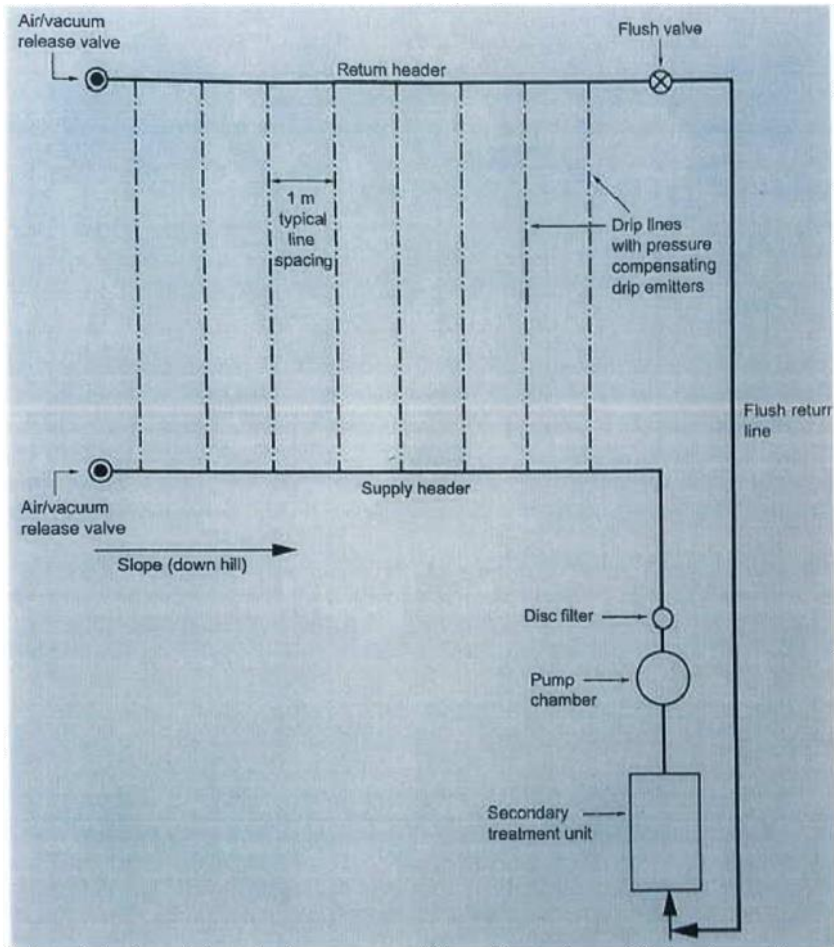 Air/vacuum
release valve
Flush valve
Return header
1 m
typical
line
spacing
Drip lines
with pressure
compensating
drip emitters
Flush return
line
Supply header
Air/vacuum
release valve
Slope (down hill)
Disc filter
Pump
chamber
Secondary
treatment unit